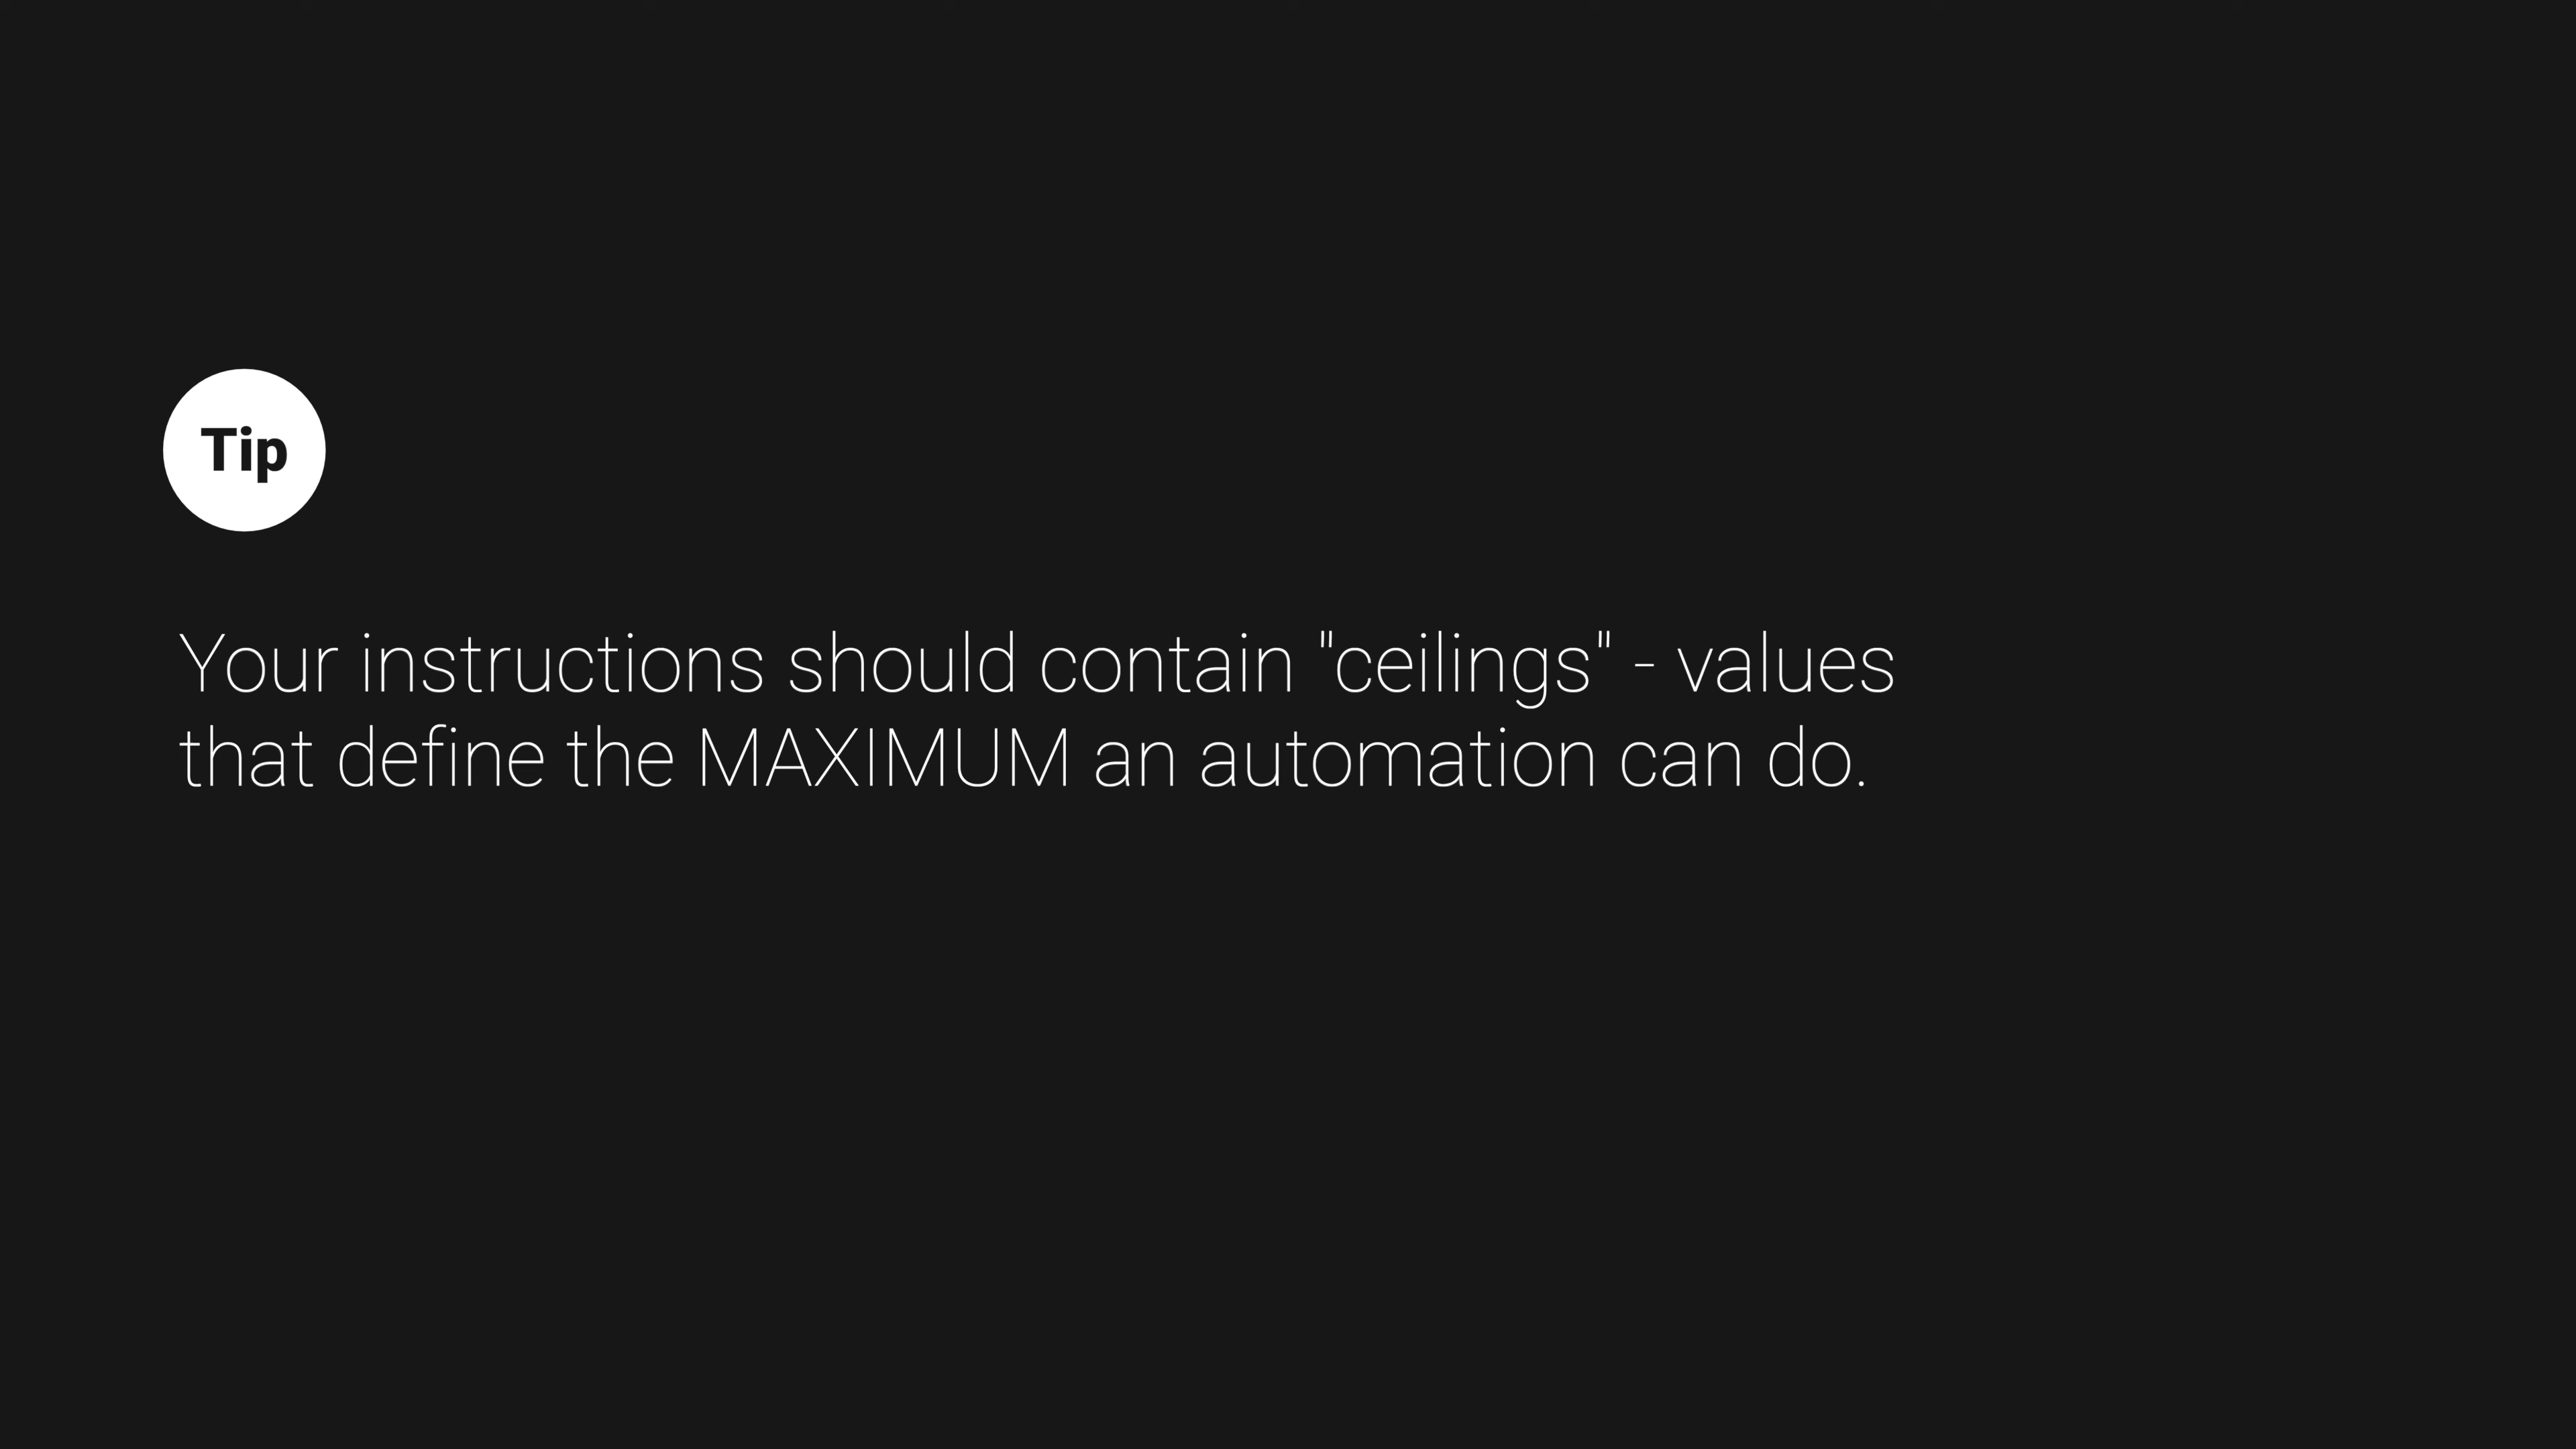 Tip
Your instructions should contain "ceilings" - values
that define the MAXIMUM an automation can do.